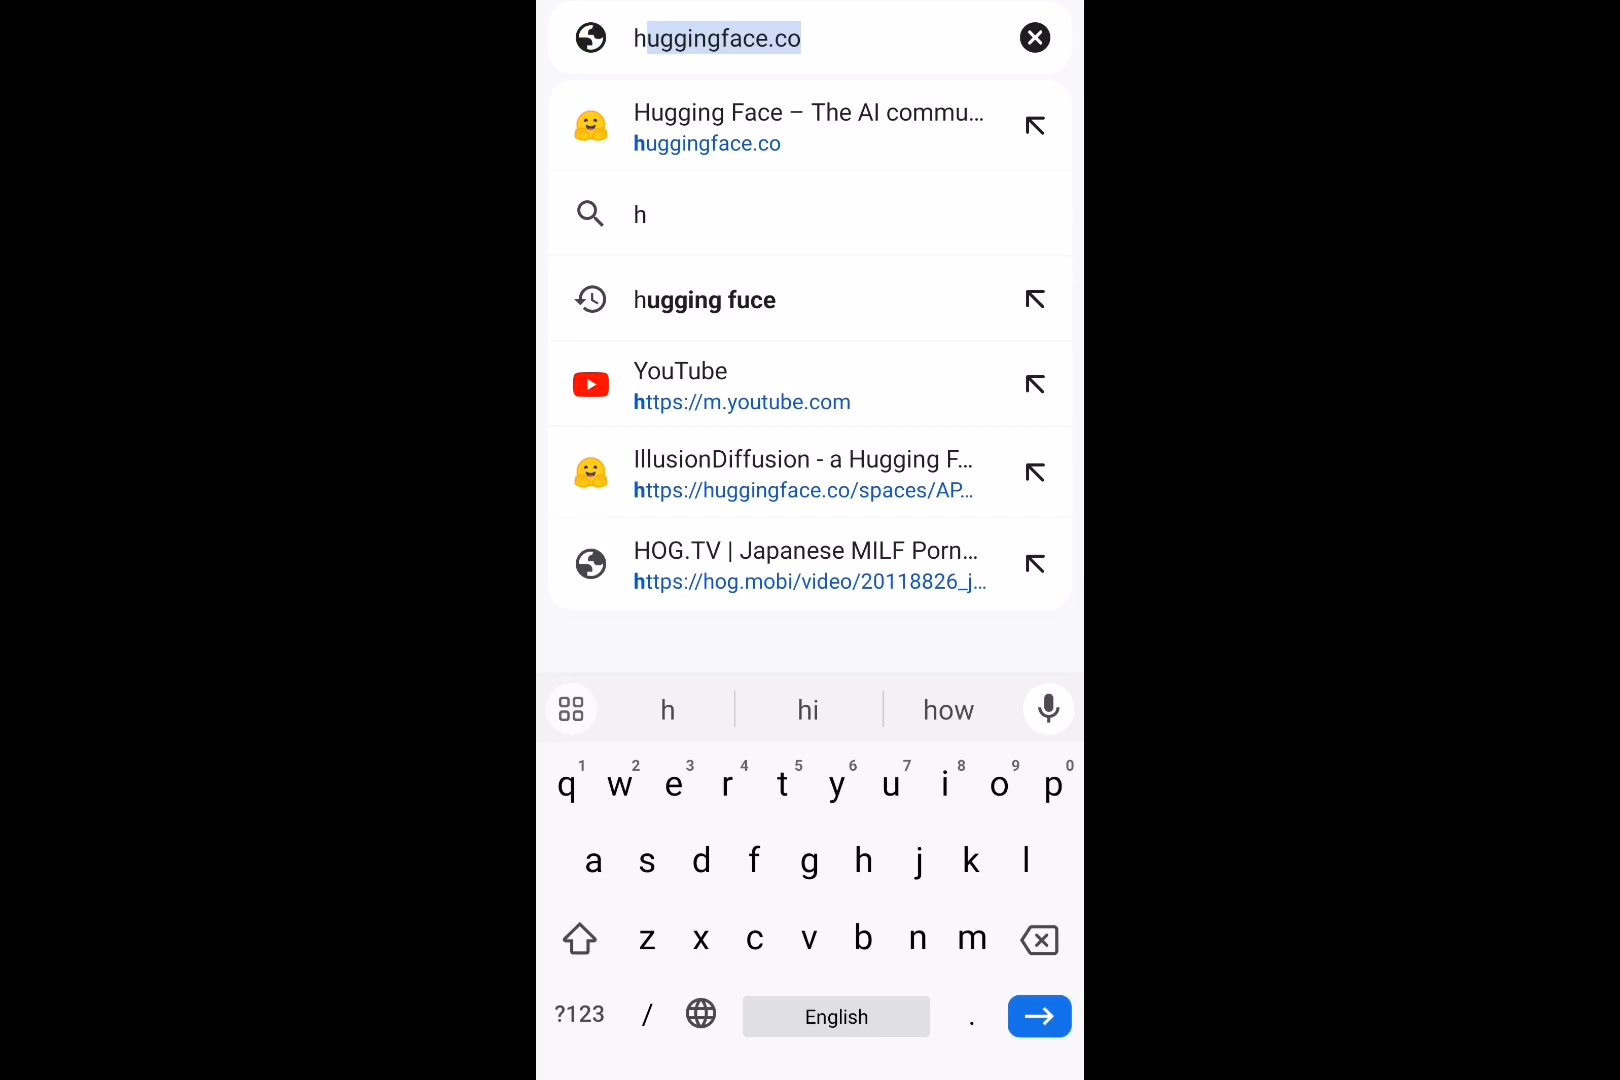 huggingface.co
Hugging Face – The AI commu...
huggingface.co
h
hugging fuce
YouTube
https://m.youtube.com
IllusionDiffusion - a Hugging F...
https://huggingface.co/spaces/AP...
HOG.TV | Japanese MILF Porn...
https://hog.mobi/video/20118826_j...
h hi how
1 2 3 4 5 6 7 8 9 0
q w e r t y u i o p
a s d f g h j k l
z x c v b n m
?123 / English .